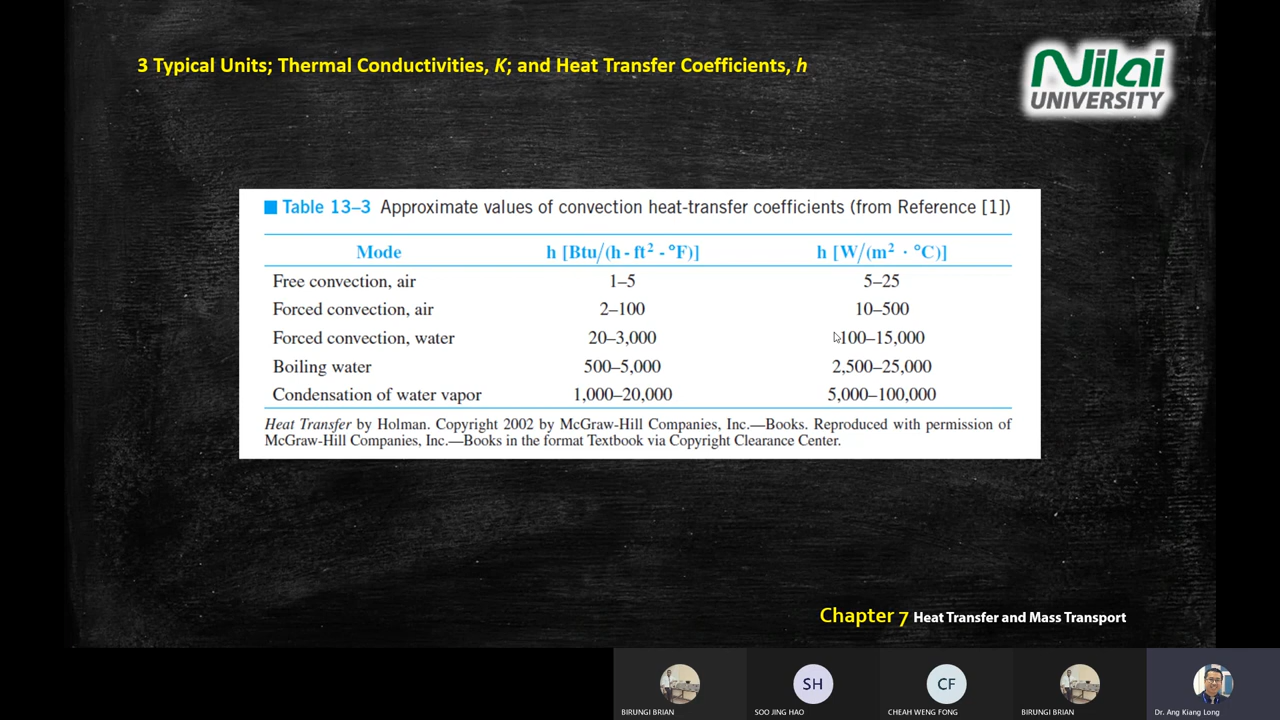 3 Typical Units; Thermal Conductivities, K; and Heat Transfer Coefficients, h
Nilai
UNIVERSITY
■ Table 13–3 Approximate values of convection heat-transfer coefficients (from Reference [1])
Mode h [Btu/(h - ft² - °F)] h [W/(m² · °C)]
Free convection, air 1–5 5–25
Forced convection, air 2–100 10–500
Forced convection, water 20–3,000 100–15,000
Boiling water 500–5,000 2,500–25,000
Condensation of water vapor 1,000–20,000 5,000–100,000
Heat Transfer by Holman. Copyright 2002 by McGraw-Hill Companies, Inc.—Books. Reproduced with permission of
McGraw-Hill Companies, Inc.—Books in the format Textbook via Copyright Clearance Center.
Chapter 7 Heat Transfer and Mass Transport
SH CF
BIRUNGI BRIAN SOO JING HAO CHEAH WENG FONG BIRUNGI BRIAN Dr. Ang Kiang Long